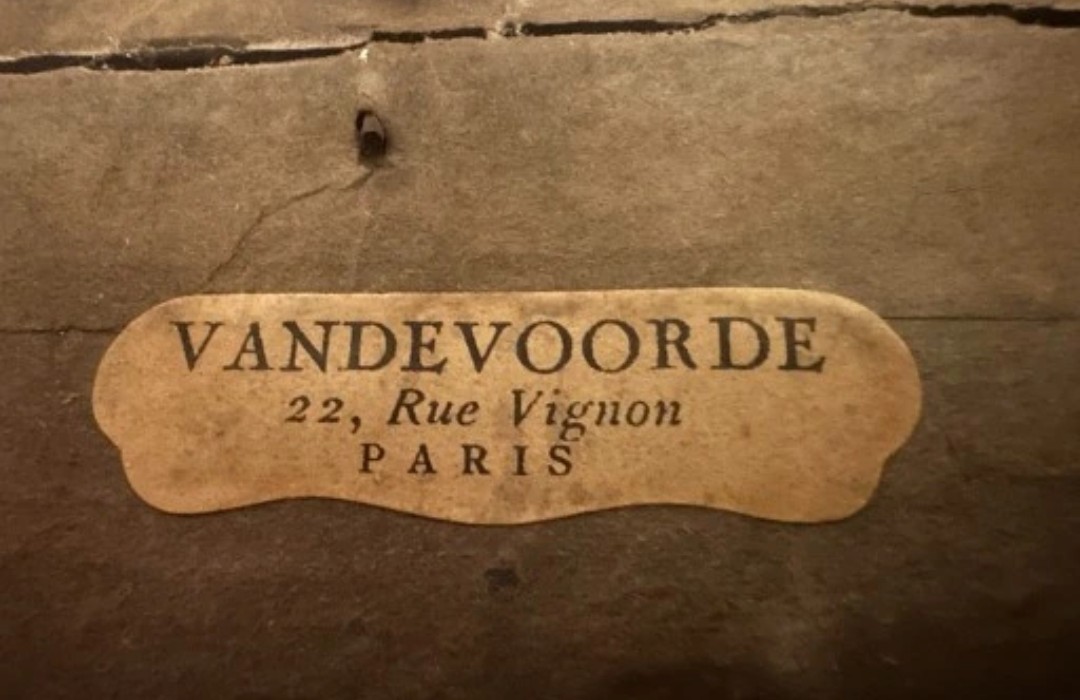 VANDEVOORDE
22, Rue Vignon
PARIS